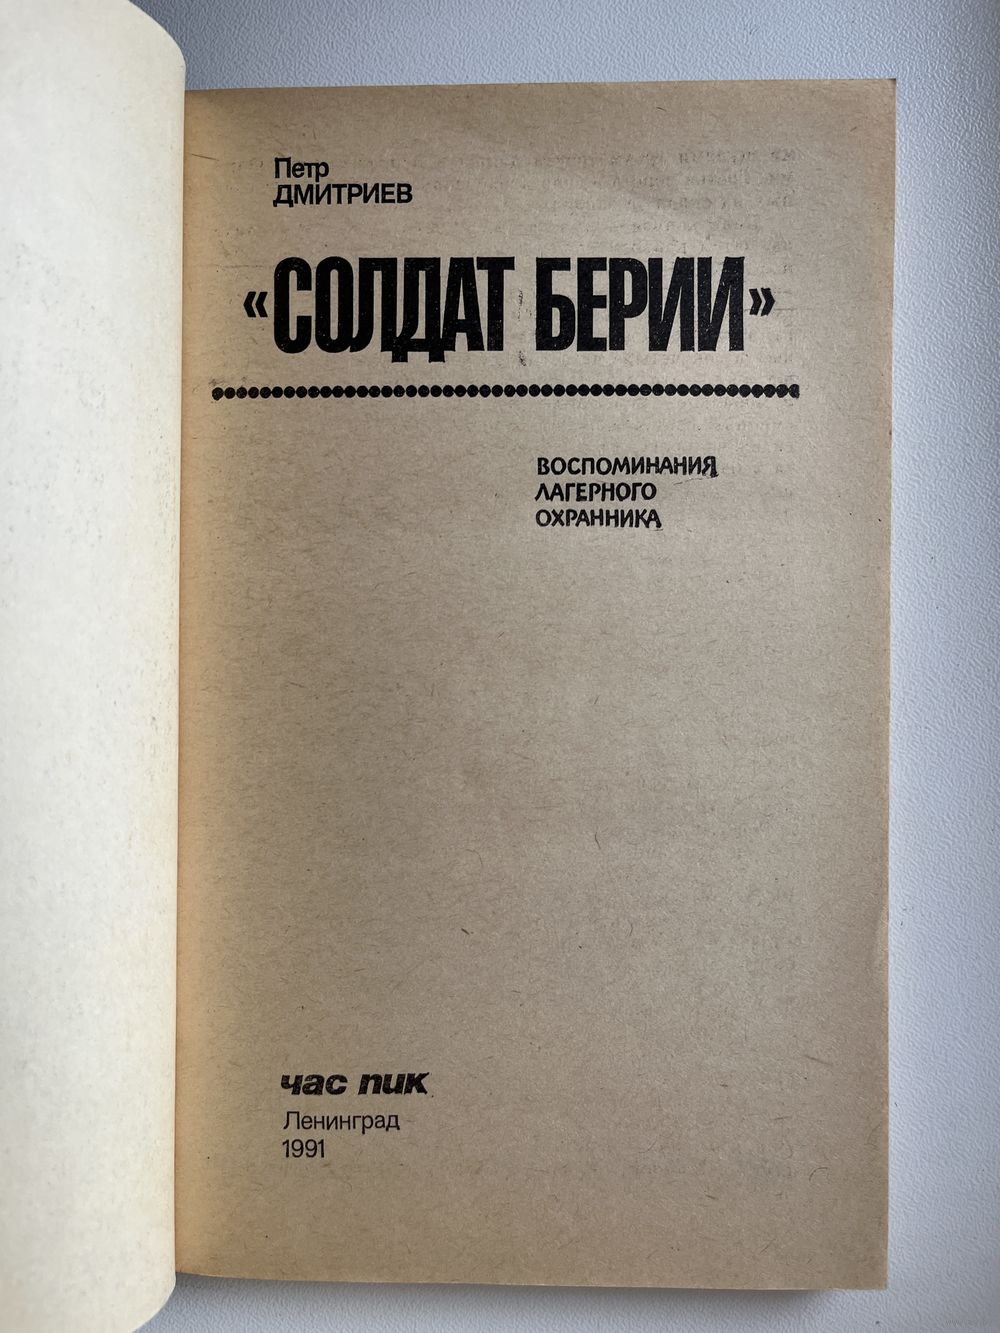 Петр
ДМИТРИЕВ
«СОЛДАТ БЕРИИ»
ВОСПОМИНАНИЯ
ЛАГЕРНОГО
ОХРАННИКА
час пик
Ленинград
1991